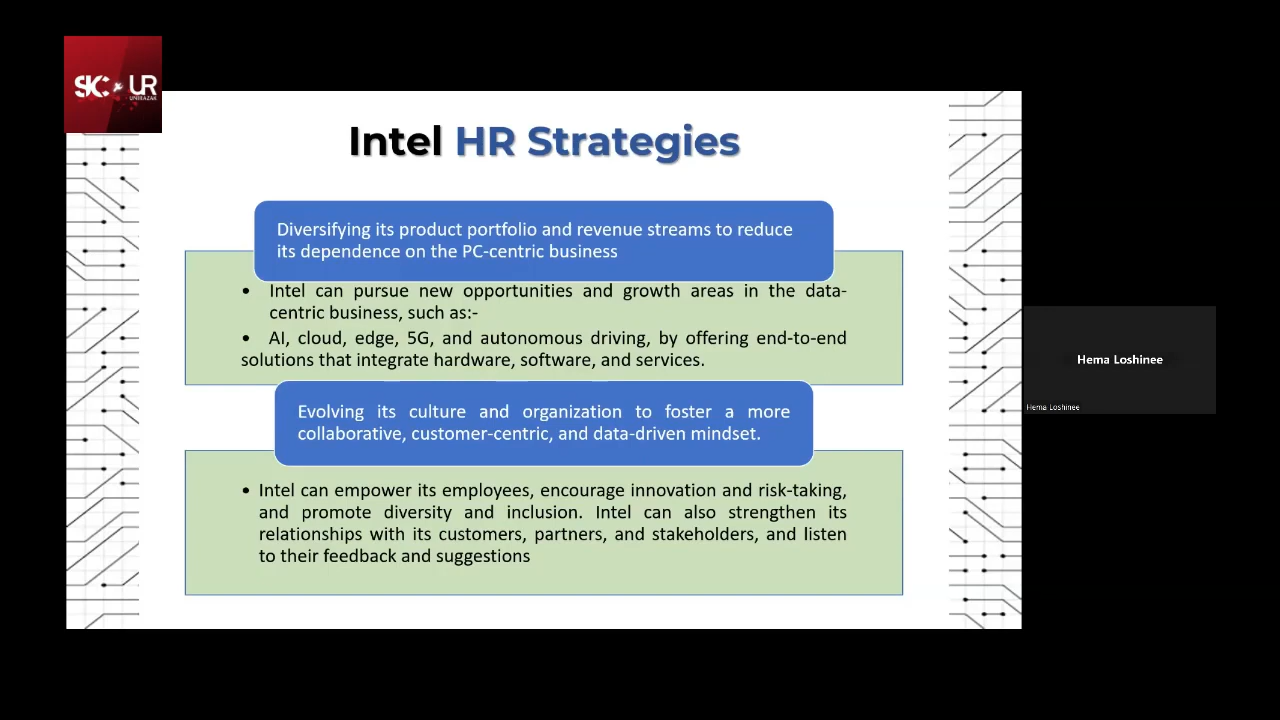 SKC UR
UNIRAZAK
Intel HR Strategies
Diversifying its product portfolio and revenue streams to reduce
its dependence on the PC-centric business
• Intel can pursue new opportunities and growth areas in the data-
centric business, such as:-
• AI, cloud, edge, 5G, and autonomous driving, by offering end-to-end
solutions that integrate hardware, software, and services.
Evolving its culture and organization to foster a more
collaborative, customer-centric, and data-driven mindset.
• Intel can empower its employees, encourage innovation and risk-taking,
and promote diversity and inclusion. Intel can also strengthen its
relationships with its customers, partners, and stakeholders, and listen
to their feedback and suggestions
Hema Loshinee
Hema Loshinee